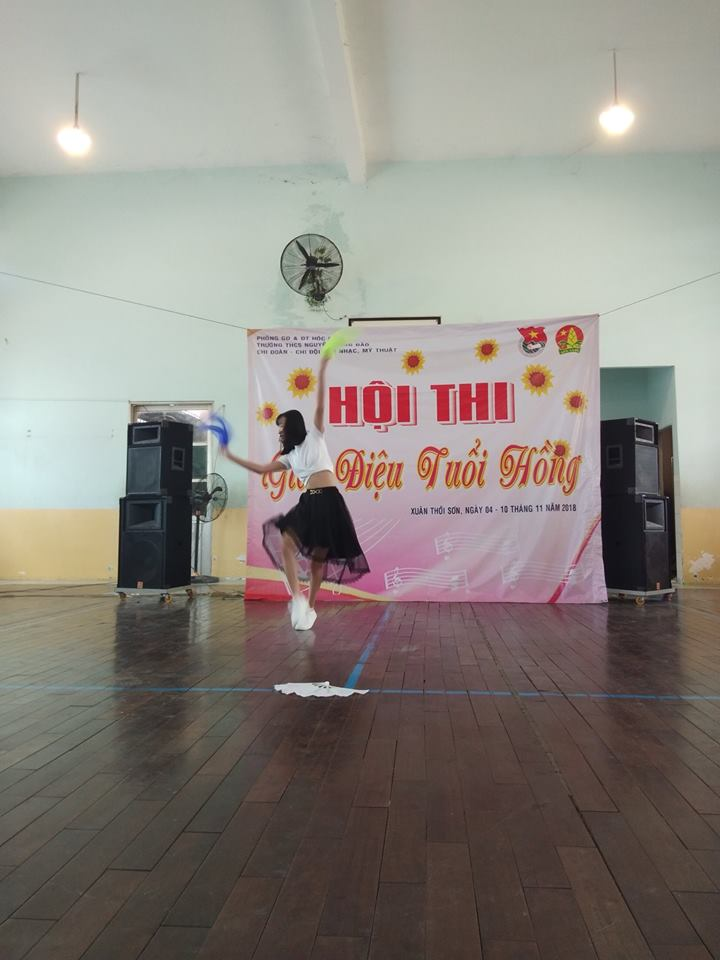 PHÒNG GD & ĐT HÓC
TRƯỜNG THCS NGUYỄN ĐẢO
CHI ĐOÀN - CHI ĐỘI NHẠC, MỸ THUẬT
HỘI THI
Điệu Tuổi Hồng
XUÂN THỚI SƠN, NGÀY 04 - 10 THÁNG 11 NĂM 2018